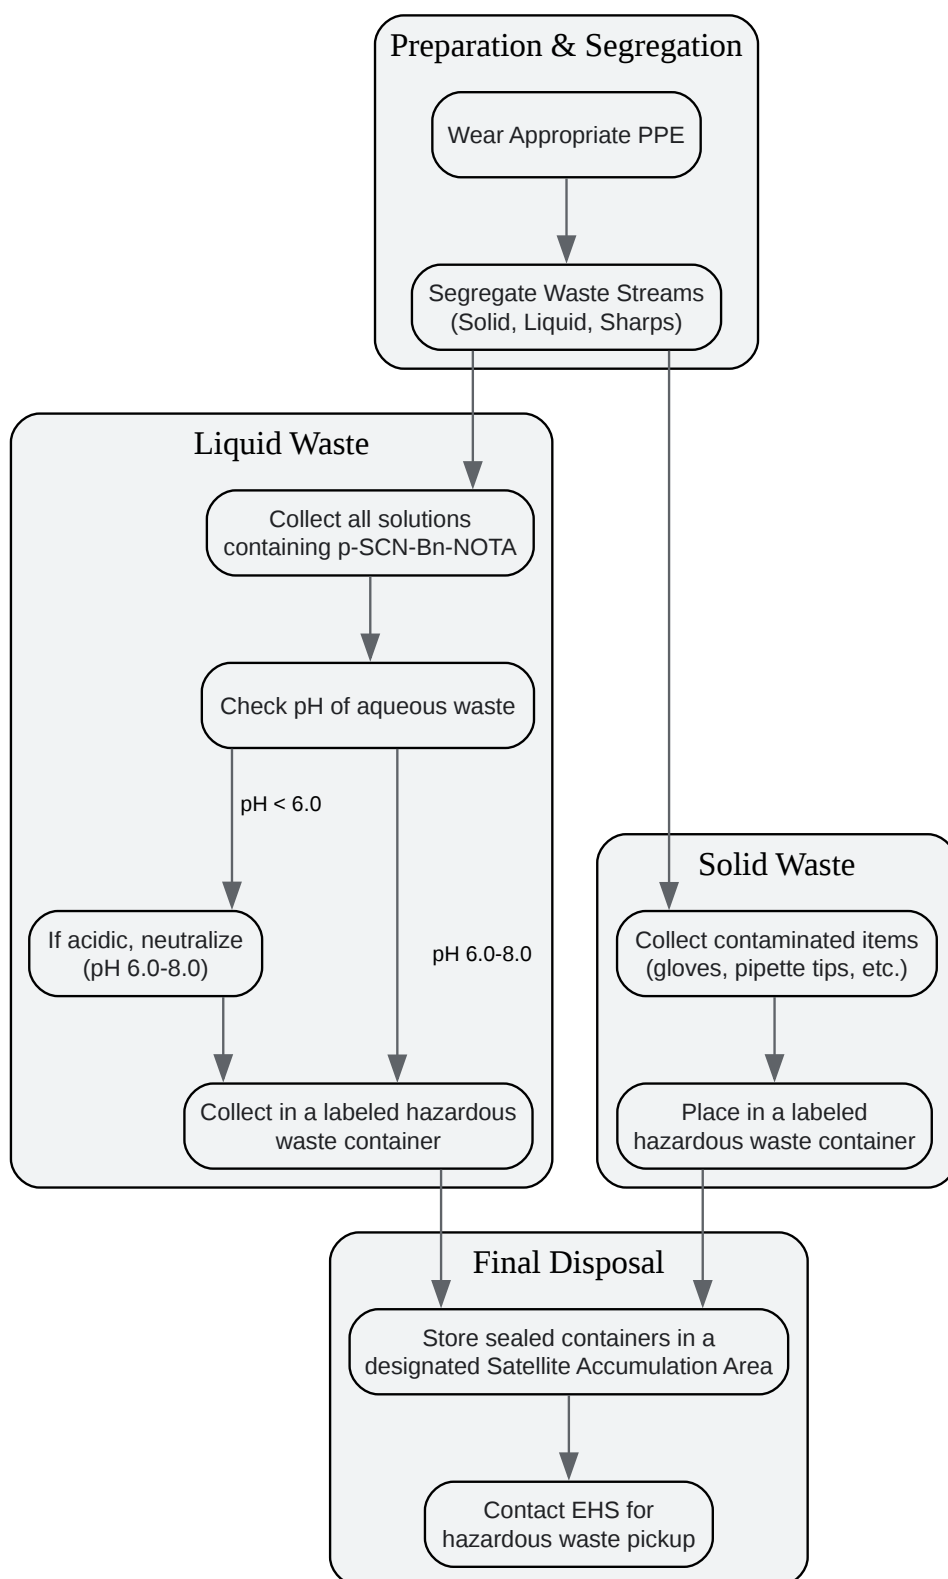 Preparation & Segregation
Wear Appropriate PPE
Segregate Waste Streams
(Solid, Liquid, Sharps)
Liquid Waste
Collect all solutions
containing p-SCN-Bn-NOTA
Check pH of aqueous waste
pH < 6.0
If acidic, neutralize
(pH 6.0-8.0)
pH 6.0-8.0
Collect in a labeled hazardous
waste container
Solid Waste
Collect contaminated items
(gloves, pipette tips, etc.)
Place in a labeled
hazardous waste container
Final Disposal
Store sealed containers in a
designated Satellite Accumulation Area
Contact EHS for
hazardous waste pickup